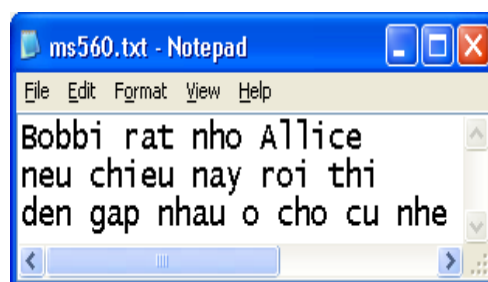 ms560.txt - Notepad
File Edit Format View Help
Bobbi rat nho Allice
neu chieu nay roi thi
den gap nhau o cho cu nhe